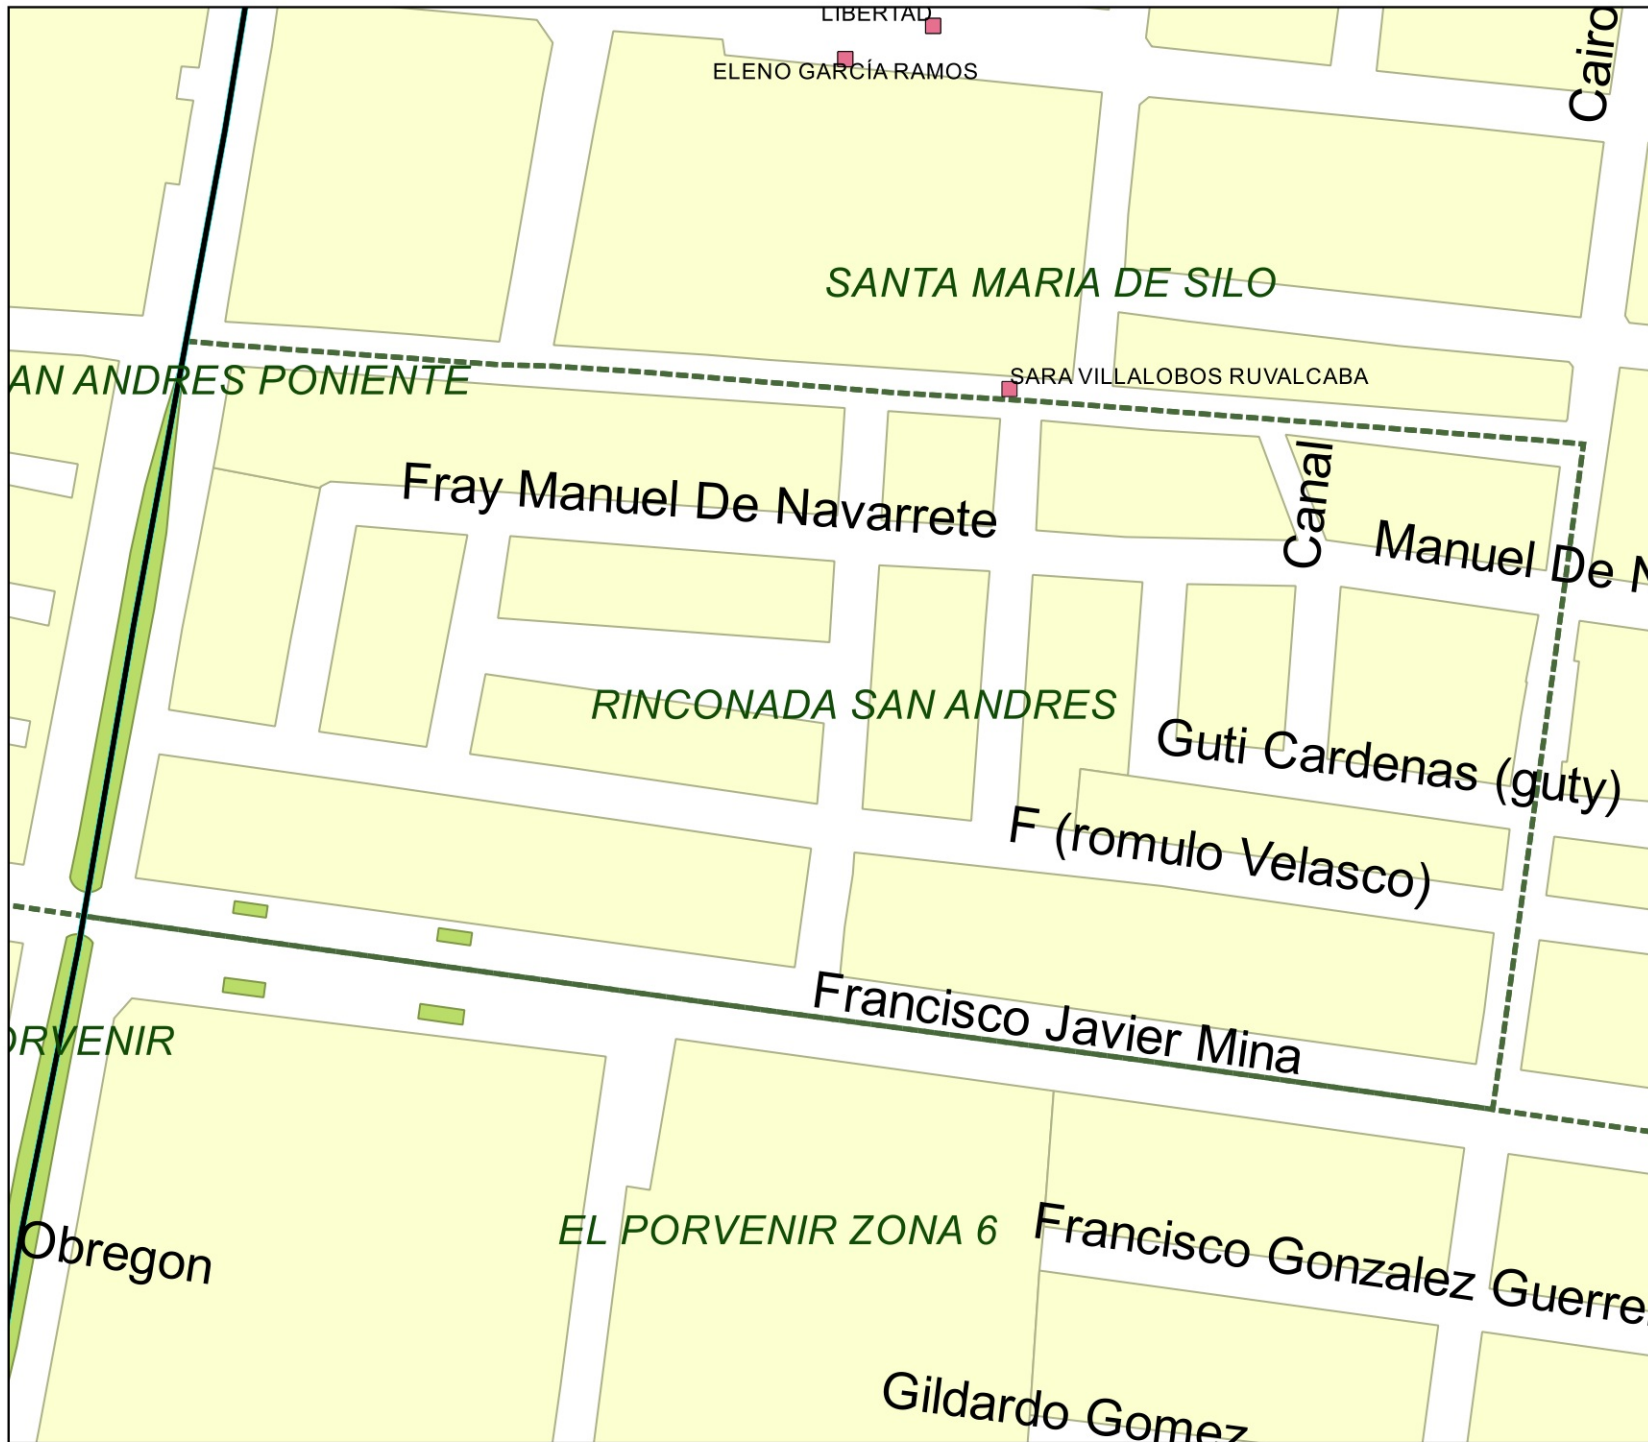 LIBERTAD
Cairo
ELENO GARCÍA RAMOS
SANTA MARIA DE SILO
AN ANDRES PONIENTE
SARA VILLALOBOS RUVALCABA
Fray Manuel De Navarrete
Canal
Manuel De N
RINCONADA SAN ANDRES
Guti Cardenas (guty)
F (romulo Velasco)
Francisco Javier Mina
ORVENIR
EL PORVENIR ZONA 6
Francisco Gonzalez Guerre
Obregon
Gildardo Gomez